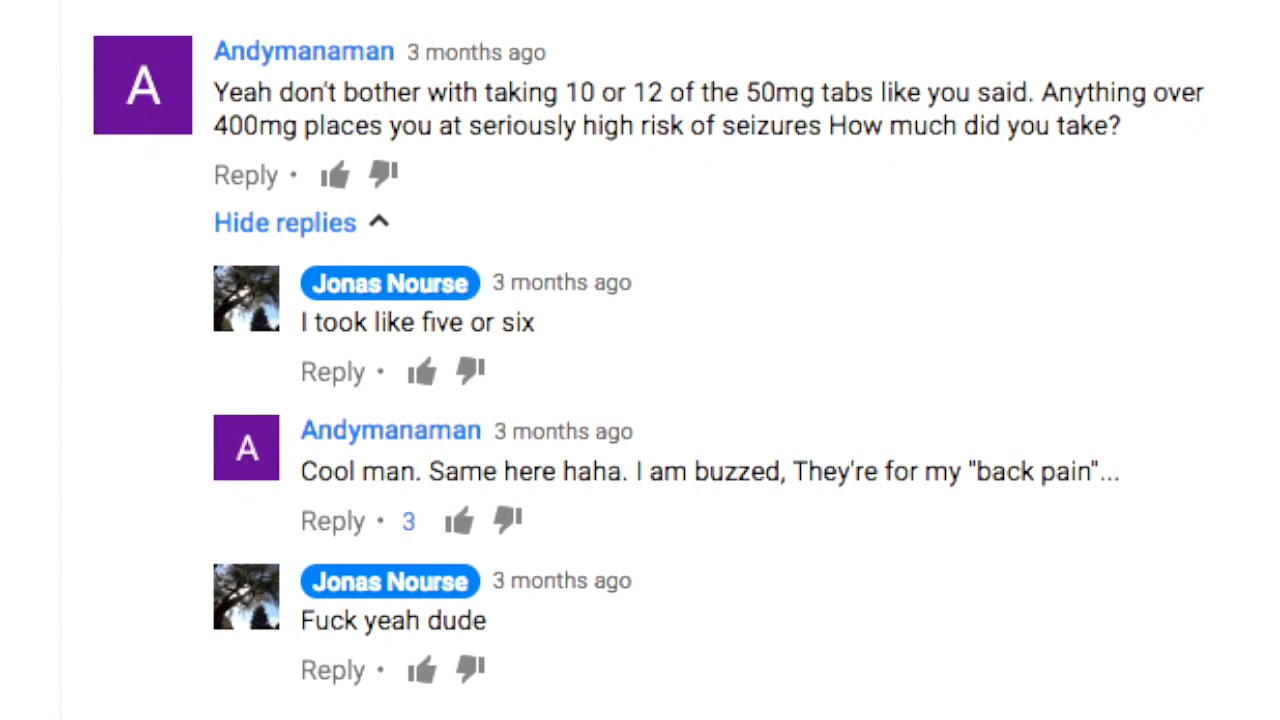 A
Andymanaman 3 months ago
Yeah don't bother with taking 10 or 12 of the 50mg tabs like you said. Anything over
400mg places you at seriously high risk of seizures How much did you take?
Reply •
Hide replies
Jonas Nourse 3 months ago
I took like five or six
Reply •
A
Andymanaman 3 months ago
Cool man. Same here haha. I am buzzed, They're for my "back pain"...
Reply • 3
Jonas Nourse 3 months ago
Fuck yeah dude
Reply •